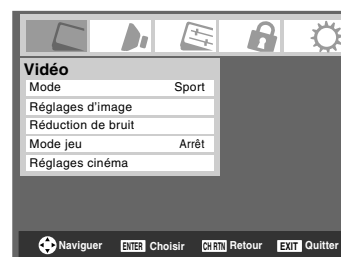 Vidéo
Mode Sport
Réglages d'image
Réduction de bruit
Mode jeu Arrêt
Réglages cinéma
Naviguer ENTER Choisir CH RTN Retour EXIT Quitter